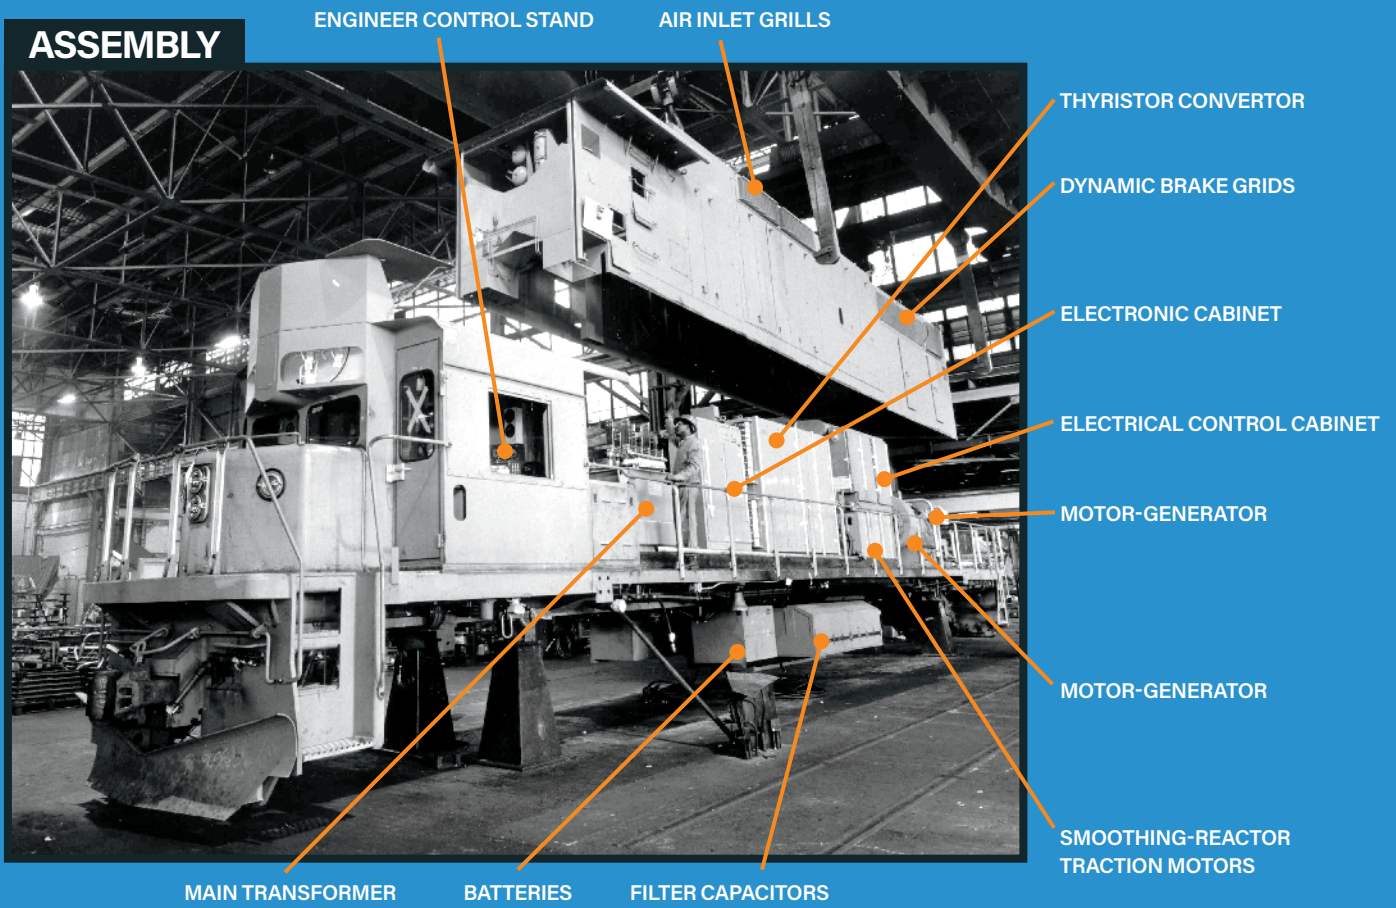 ENGINEER CONTROL STAND
AIR INLET GRILLS
ASSEMBLY
THYRISTOR CONVERTOR
DYNAMIC BRAKE GRIDS
ELECTRONIC CABINET
ELECTRICAL CONTROL CABINET
MOTOR-GENERATOR
MOTOR-GENERATOR
SMOOTHING-REACTOR
TRACTION MOTORS
MAIN TRANSFORMER
BATTERIES
FILTER CAPACITORS